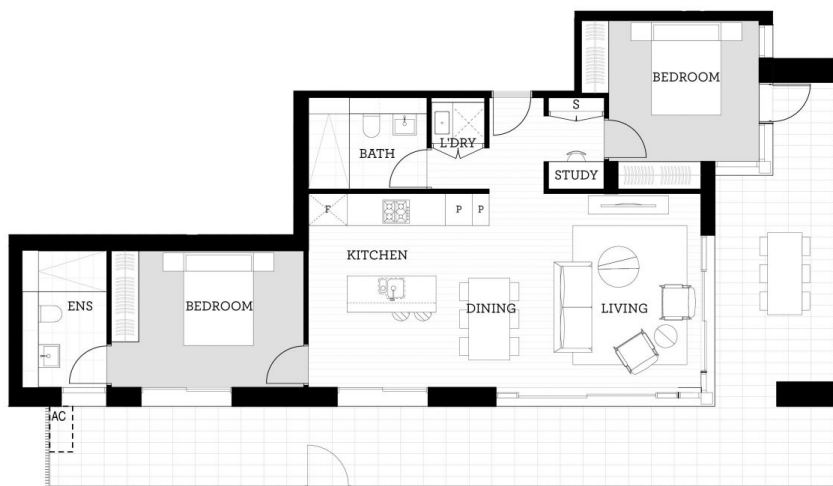 BEDROOM
S
L'DRY
BATH
STUDY
F
P
P
KITCHEN
ENS
BEDROOM
DINING
LIVING
AC